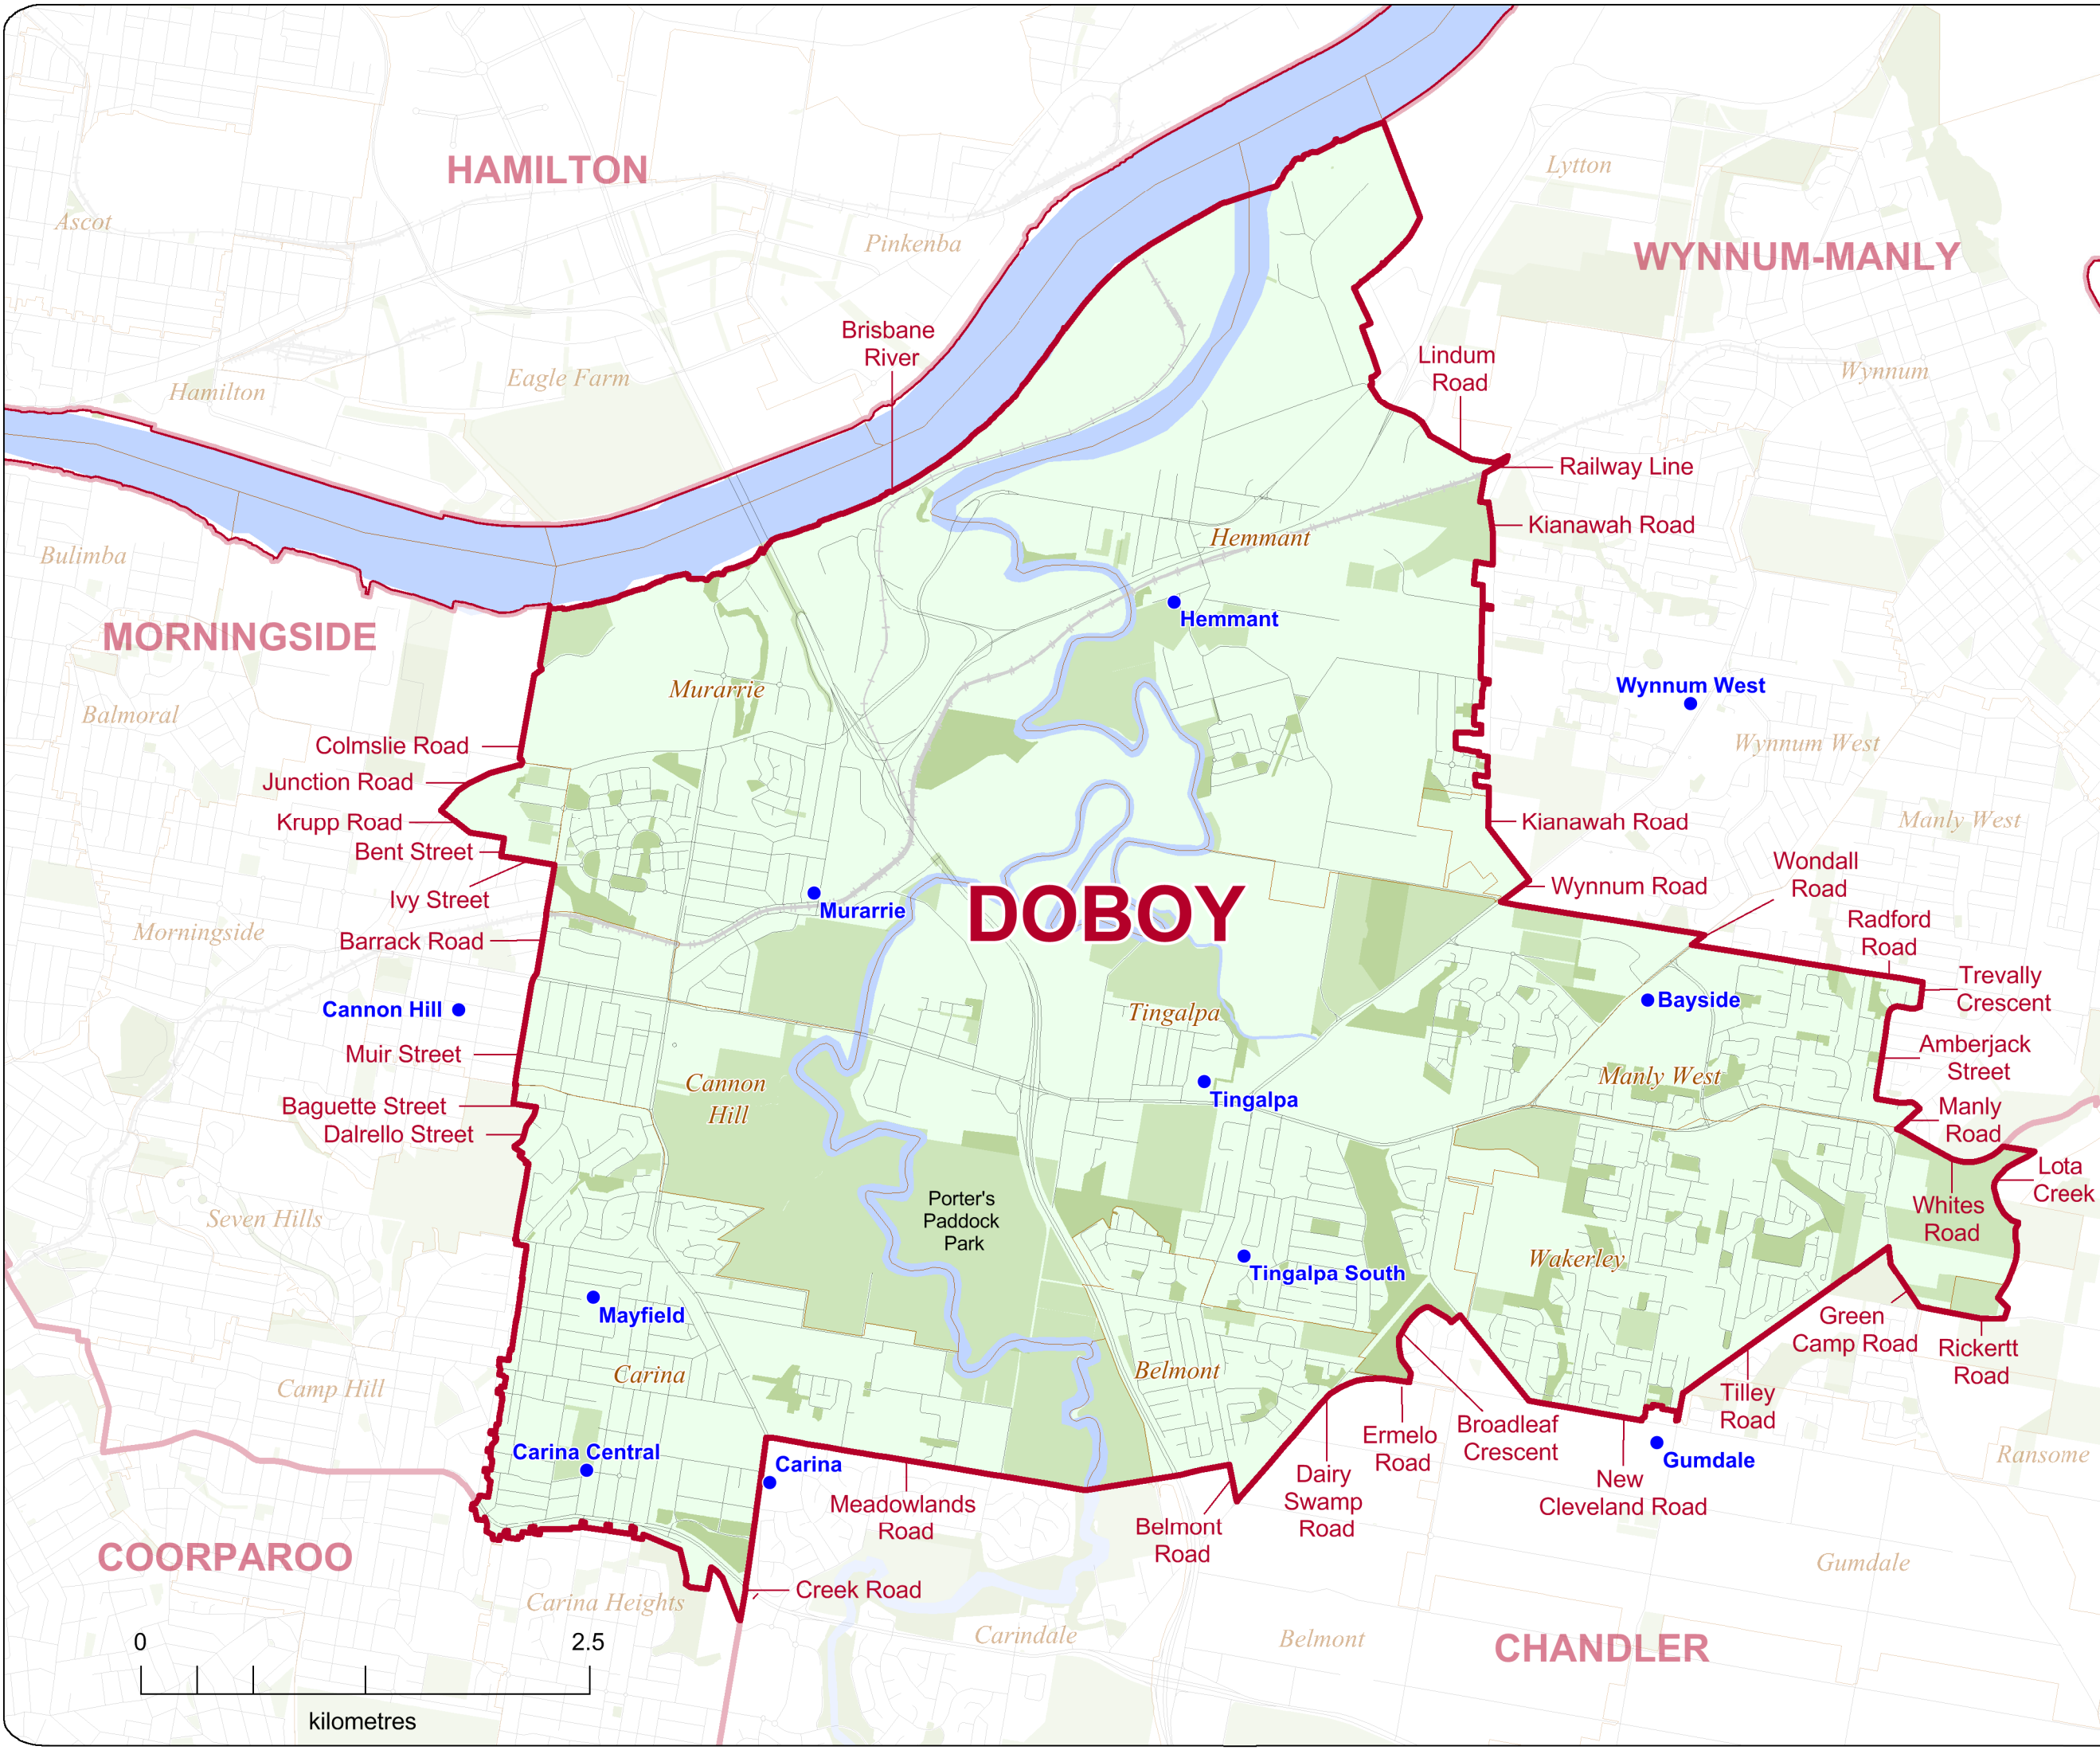 HAMILTON
Lytton
Ascot
Pinkenba
WYNNUM-MANLY
Brisbane
River
Lindum
Road
Wynnum
Eagle Farm
Hamilton
Railway Line
Kianawah Road
Hemmant
Bulimba
Hemmant
MORNINGSIDE
Murarrie
Wynnum West
Balmoral
Wynnum West
Colmslie Road
Junction Road
Krupp Road
Kianawah Road
Manly West
Bent Street
Wondall
Road
Ivy Street
Wynnum Road
Murarrie
DOBOY
Radford
Road
Morningside
Barrack Road
Trevally
Crescent
Bayside
Cannon Hill
Tingalpa
Muir Street
Amberjack
Street
Cannon
Hill
Manly West
Baguette Street
Tingalpa
Manly
Road
Dalrello Street
Lota
Creek
Porter's
Paddock
Park
Whites
Road
Seven Hills
Wakerley
Tingalpa South
Mayfield
Green
Camp Road
Rickertt
Road
Carina
Belmont
Camp Hill
Tilley
Road
Broadleaf
Crescent
Ermelo
Road
Carina Central
Carina
Gumdale
Ransome
Dairy
Swamp
Road
New
Cleveland Road
Meadowlands
Road
Belmont
Road
COORPAROO
Gumdale
Creek Road
Carina Heights
Carindale
Belmont
CHANDLER
0 2.5
kilometres